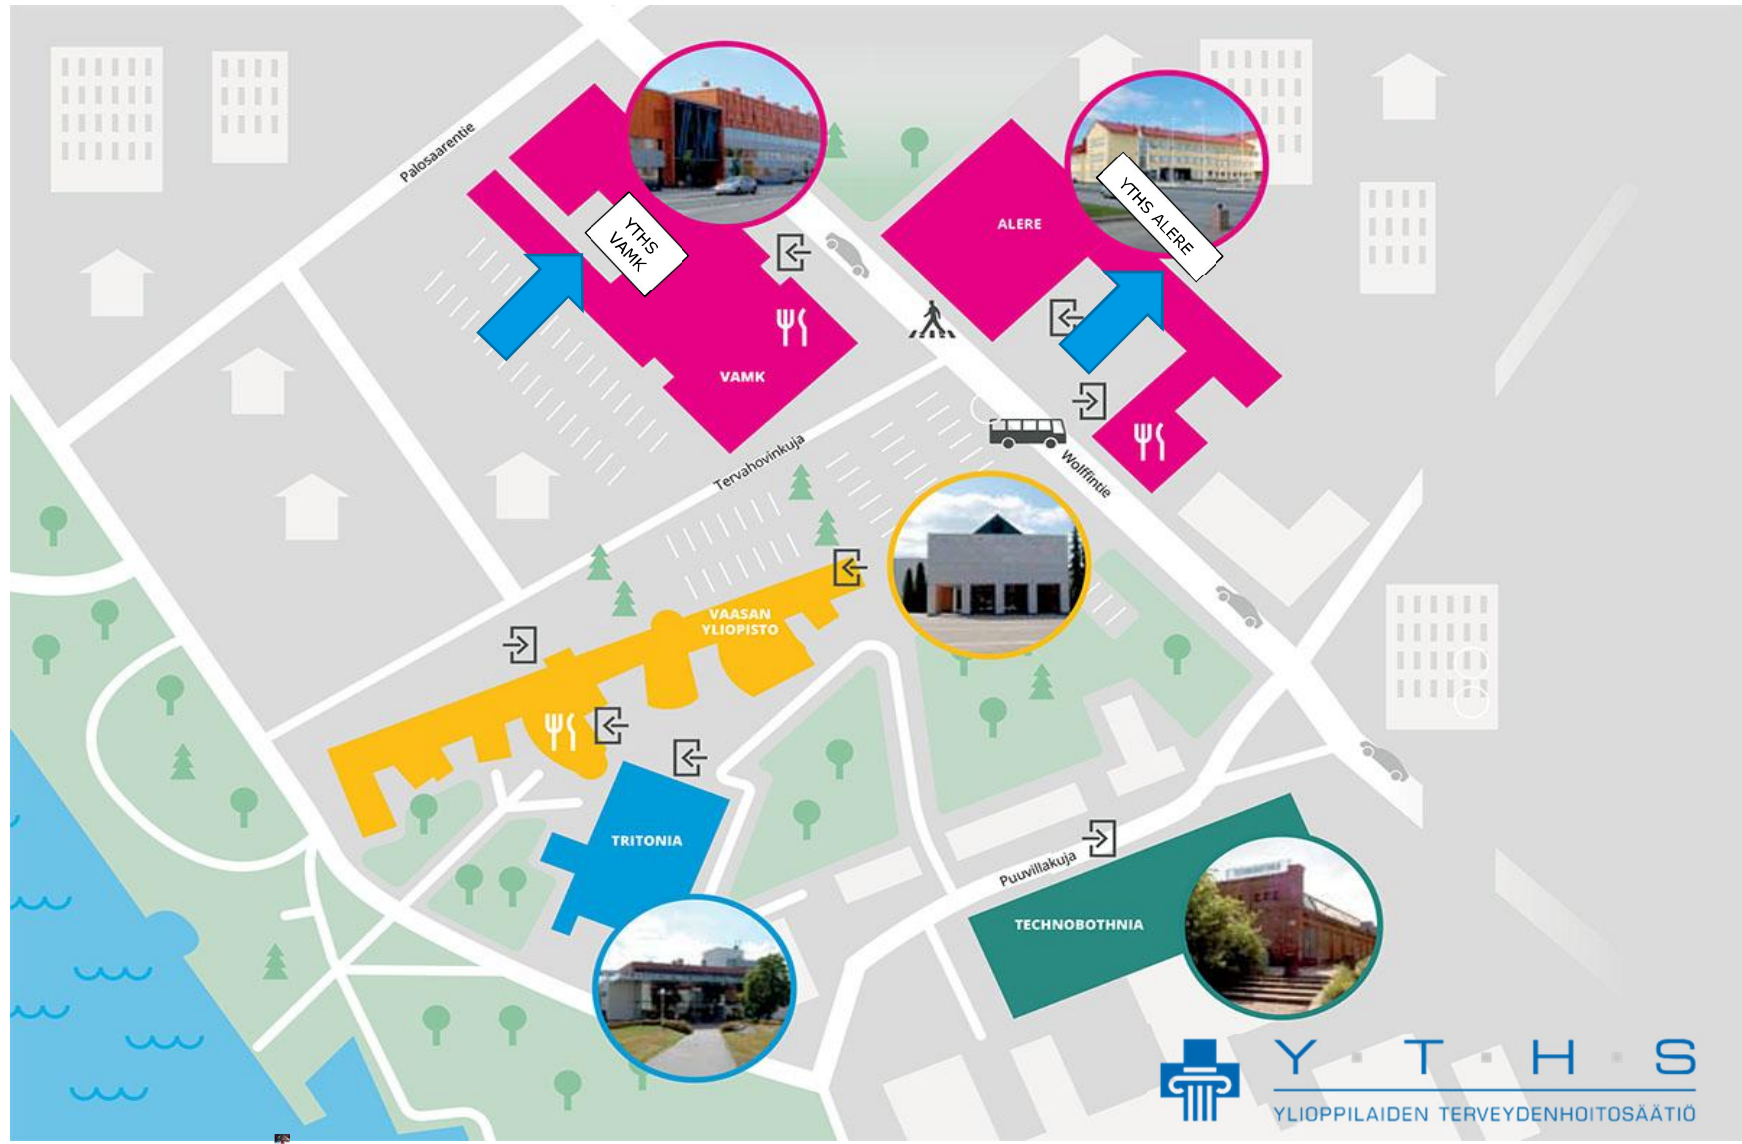 Palosaarentie
YTHS
VAMK
ALERE
YTHS ALERE
VAMK
Tervahovinkuja
Wolffintie
VAASAN
YLIOPISTO
TRITONIA
Puuvillakuja
TECHNOBOTHNIA
Y·T·H·S
YLIOPPILAIDEN TERVEYDENHOITOSÄÄTIÖ